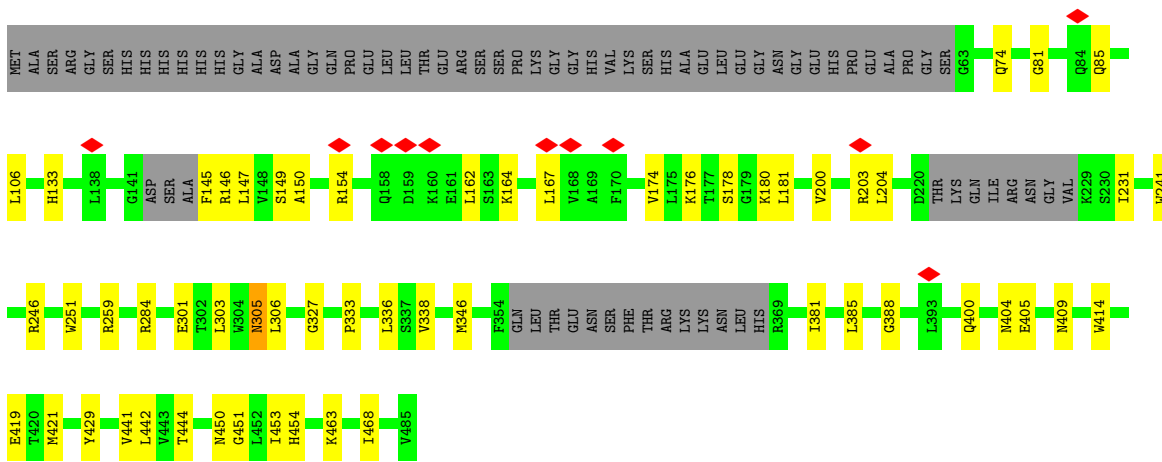 MET ALA SER ARG GLY SER HIS HIS HIS HIS HIS HIS GLY ALA ASP ALA GLY GLN PRO GLU LEU LEU THR GLU ARG SER SER PRO LYS GLY GLY HIS VAL LYS SER HIS ALA GLU LEU GLU GLY ASN GLY GLU HIS PRO GLU ALA PRO GLY SER G63 Q74 G81 Q84 Q85
L106 H133 L138 G141 ASP SER ALA F145 R146 L147 V148 S149 A150 R154 Q158 D159 K160 E161 L162 S163 K164 L167 V168 A169 F170 V174 L175 K176 T177 S178 G179 K180 L181 V200 R203 L204 D220 THR LYS GLN ILE ARG ASN GLY VAL K229 S230 I231 W241
R246 W251 R259 R284 E301 T302 L303 W304 N305 L306 G327 P333 L336 S337 V338 M346 F354 GLN LEU THR GLU ASN SER PHE THR ARG LYS LYS ASN LEU HIS R369 I381 L385 G388 L393 Q400 N404 E405 N409 W414
E419 T420 M421 Y429 V441 L442 V443 T444 N450 G451 L452 I453 H454 K463 I468 V485